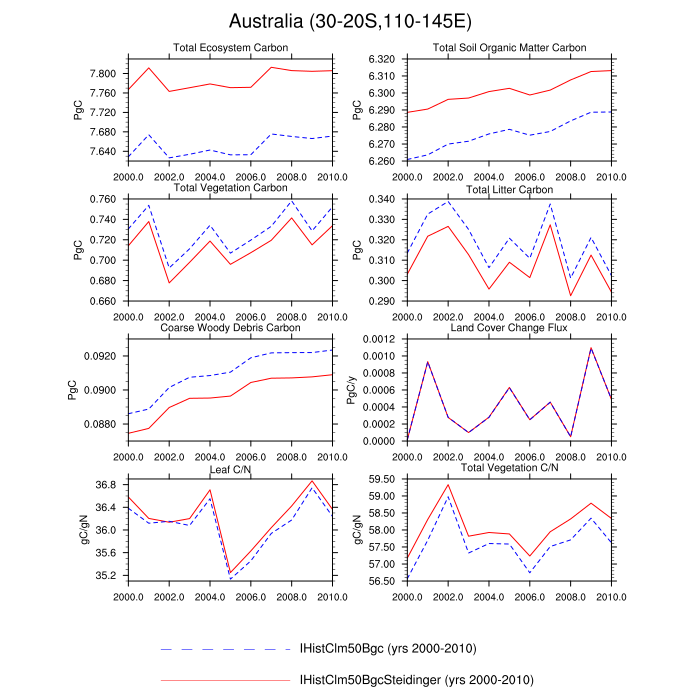 Australia (30-20S,110-145E)
Total Ecosystem Carbon
PgC
7.800
7.760
7.720
7.680
7.640
2000.0 2002.0 2004.0 2006.0 2008.0 2010.0
Total Soil Organic Matter Carbon
PgC
6.320
6.310
6.300
6.290
6.280
6.270
6.260
2000.0 2002.0 2004.0 2006.0 2008.0 2010.0
Total Vegetation Carbon
PgC
0.760
0.740
0.720
0.700
0.680
0.660
2000.0 2002.0 2004.0 2006.0 2008.0 2010.0
Total Litter Carbon
PgC
0.340
0.330
0.320
0.310
0.300
0.290
2000.0 2002.0 2004.0 2006.0 2008.0 2010.0
Coarse Woody Debris Carbon
PgC
0.0920
0.0900
0.0880
2000.0 2002.0 2004.0 2006.0 2008.0 2010.0
Land Cover Change Flux
PgC/y
0.0012
0.0010
0.0008
0.0006
0.0004
0.0002
0.0000
2000.0 2002.0 2004.0 2006.0 2008.0 2010.0
Leaf C/N
gC/gN
36.8
36.4
36.0
35.6
35.2
2000.0 2002.0 2004.0 2006.0 2008.0 2010.0
Total Vegetation C/N
gC/gN
59.50
59.00
58.50
58.00
57.50
57.00
56.50
2000.0 2002.0 2004.0 2006.0 2008.0 2010.0
IHistClm50Bgc (yrs 2000-2010)
IHistClm50BgcSteidinger (yrs 2000-2010)